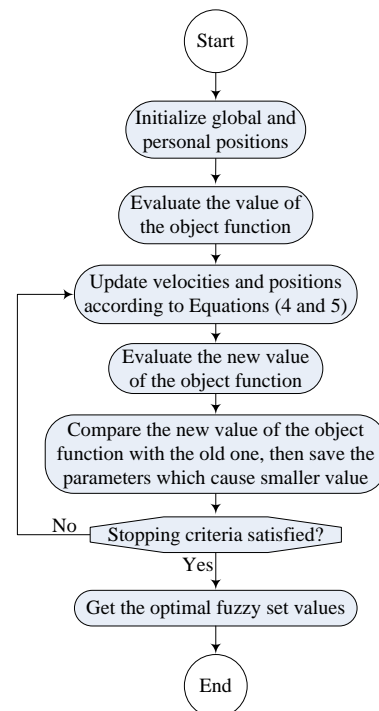 Start
Initialize global and
personal positions
Evaluate the value of
the object function
Update velocities and positions
according to Equations (4 and 5)
Evaluate the new value
of the object function
Compare the new value of the object
function with the old one, then save the
parameters which cause smaller value
No
Stopping criteria satisfied?
Yes
Get the optimal fuzzy set values
End